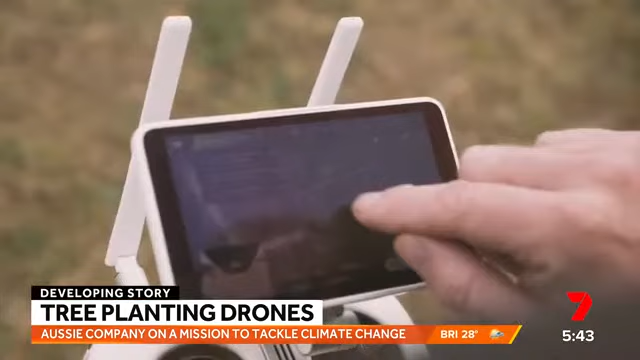 DEVELOPING STORY
TREE PLANTING DRONES
AUSSIE COMPANY ON A MISSION TO TACKLE CLIMATE CHANGE
BRI 28°
7
5:43